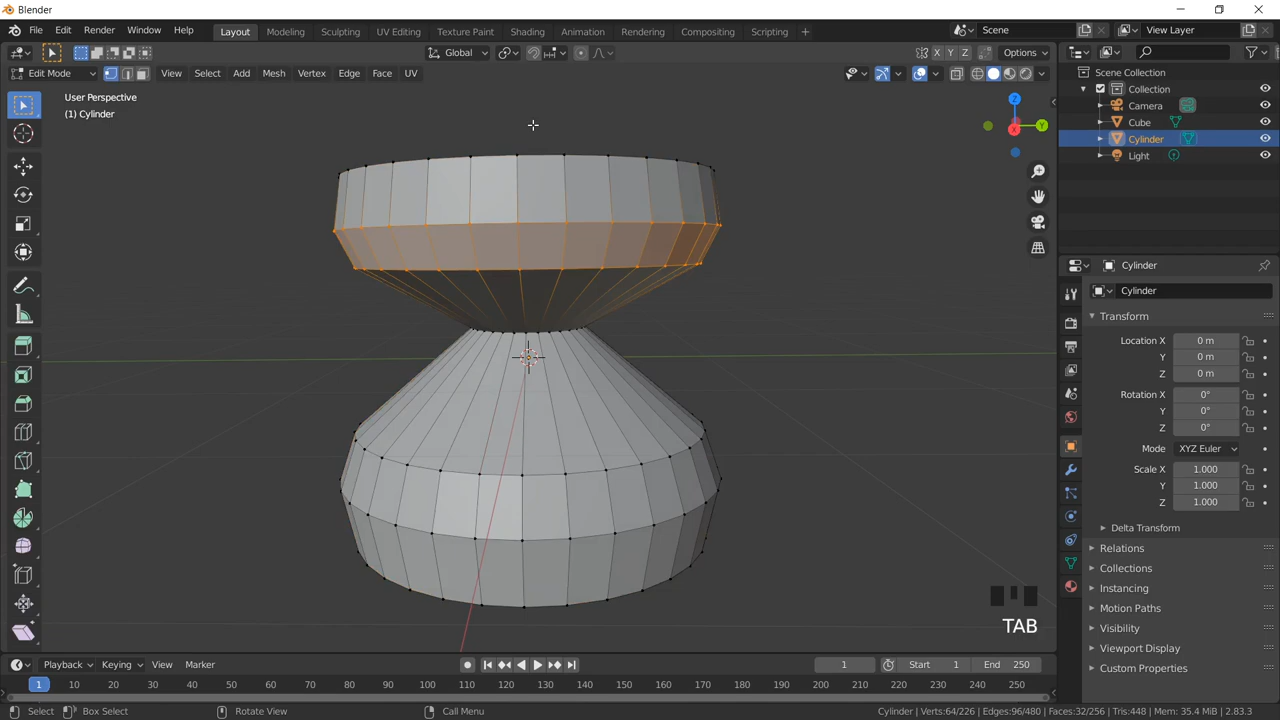 Blender
File Edit Render Window Help Layout Modeling Sculpting UV Editing Texture Paint Shading Animation Rendering Compositing Scripting + Scene View Layer
Global X Y Z Options
Edit Mode View Select Add Mesh Vertex Edge Face UV
User Perspective
(1) Cylinder
Z
Y
X
Scene Collection
Collection
Camera
Cube
Cylinder
Light
Cylinder
Cylinder
Transform
Location X 0 m
Y 0 m
Z 0 m
Rotation X 0°
Y 0°
Z 0°
Mode XYZ Euler
Scale X 1.000
Y 1.000
Z 1.000
Delta Transform
Relations
Collections
Instancing
Motion Paths
Visibility
Viewport Display
Custom Properties
TAB
Playback Keying View Marker 1 Start 1 End 250
1 10 20 30 40 50 60 70 80 90 100 110 120 130 140 150 160 170 180 190 200 210 220 230 240 250
Select Box Select Rotate View Call Menu Cylinder | Verts:64/226 | Edges:96/480 | Faces:32/256 | Tris:448 | Mem: 35.4 MiB | 2.83.3